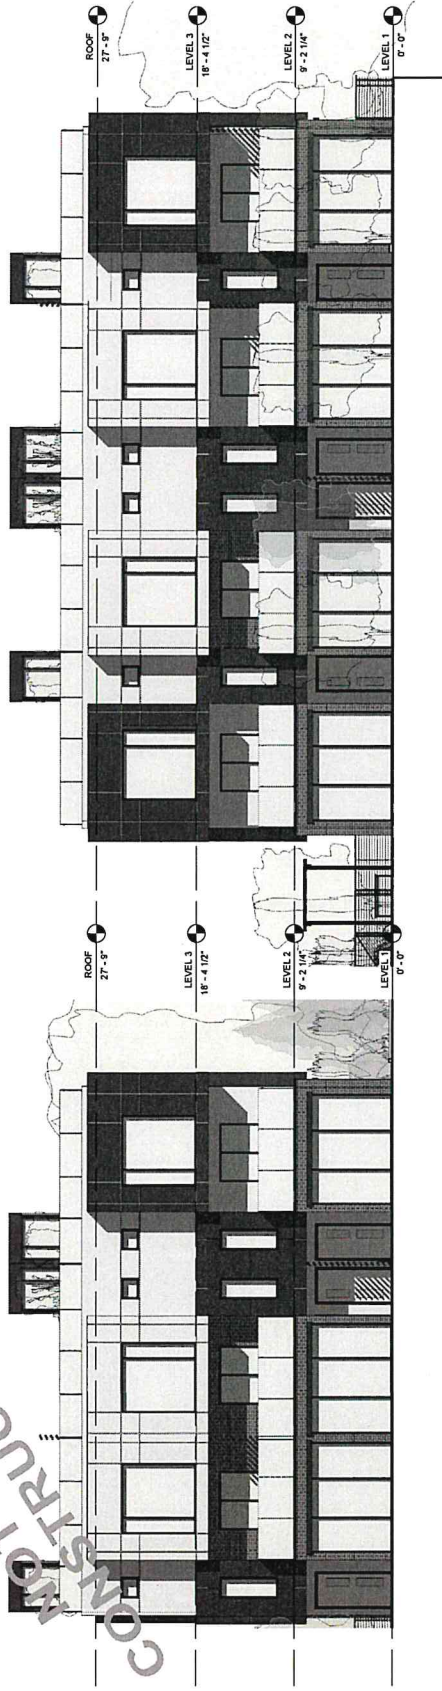 ROOF
27' - 9"
LEVEL 3
18' - 4 1/2"
LEVEL 2
9' - 2 1/4"
LEVEL 1
0' - 0"
ROOF
27' - 9"
LEVEL 3
18' - 4 1/2"
LEVEL 2
9' - 2 1/4"
LEVEL 1
0' - 0"
NOT
CONSTRUC